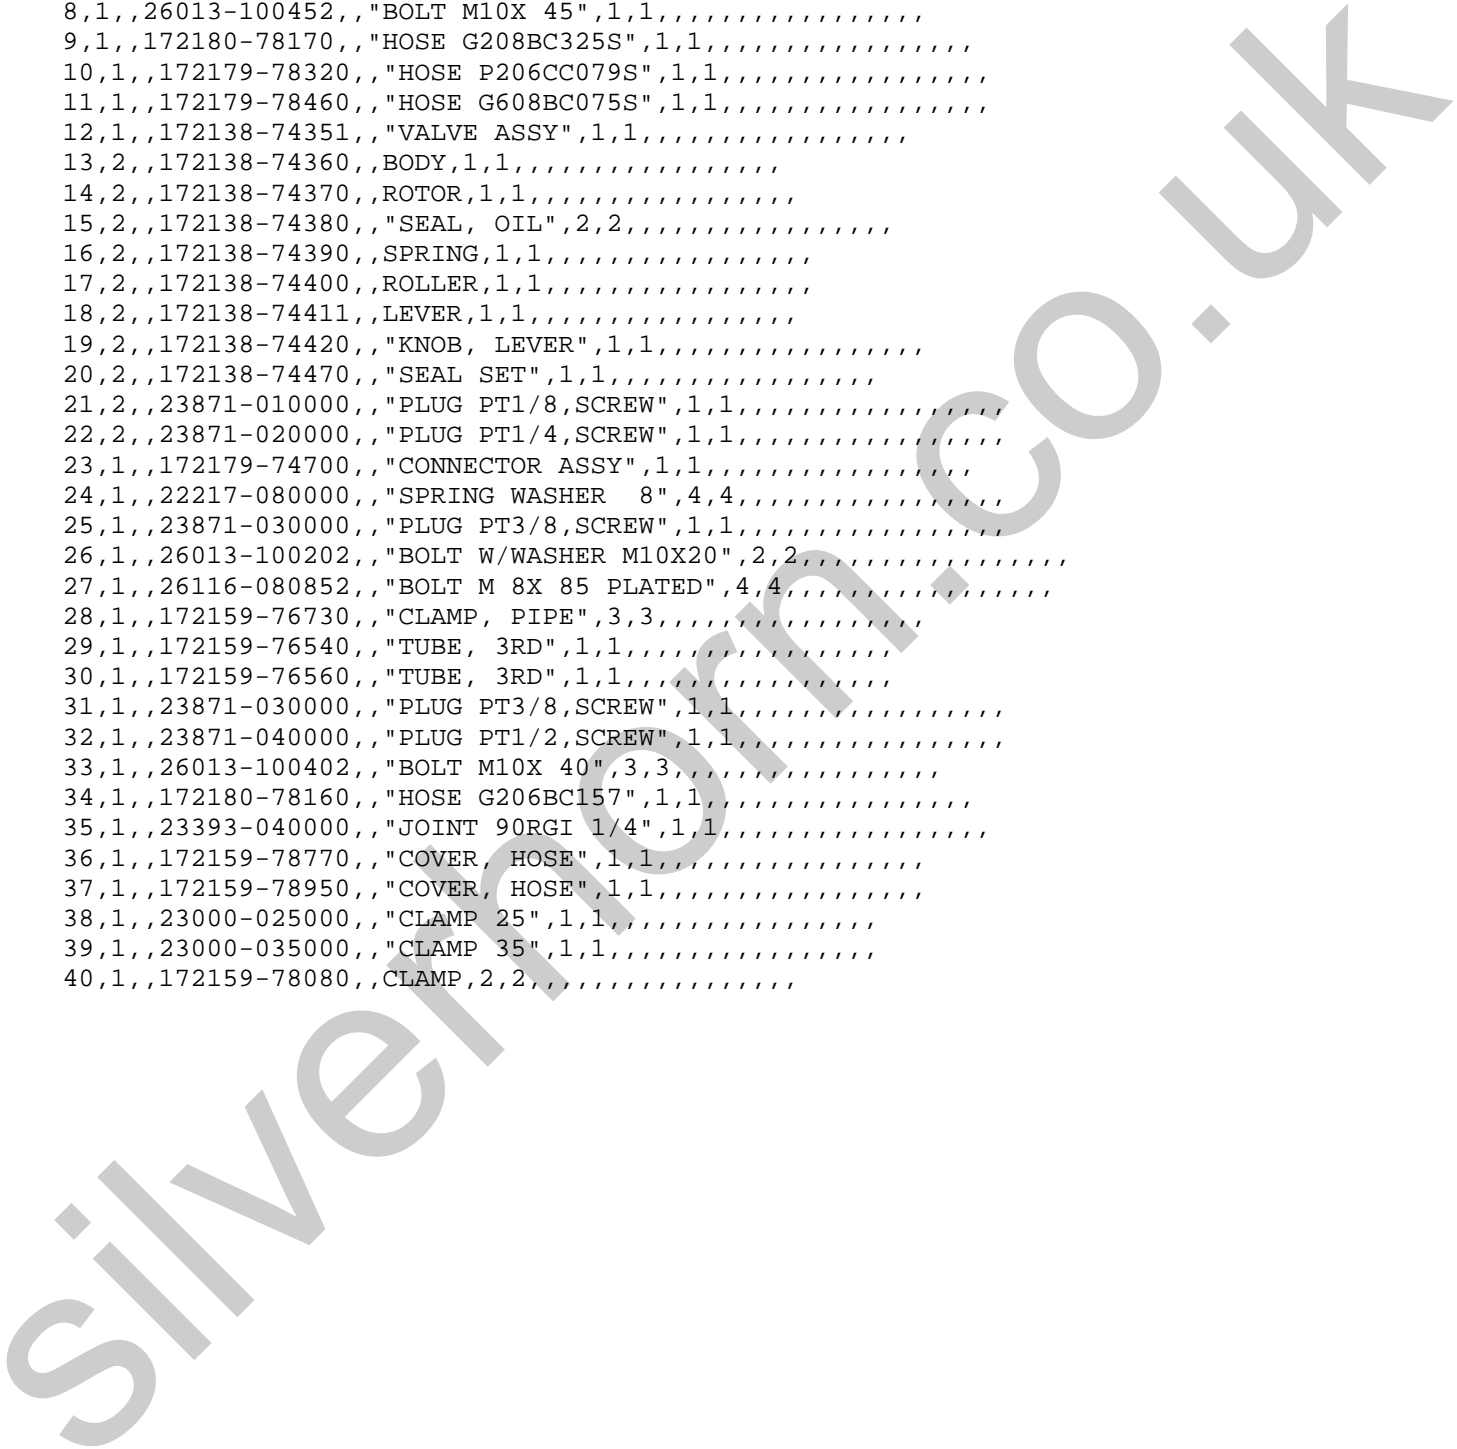 8,1,,26013-100452,,"BOLT M10X 45",1,1,,,,,,,,,,,,,,,,,
9,1,,172180-78170,,"HOSE G208BC325S",1,1,,,,,,,,,,,,,,,,,
10,1,,172179-78320,,"HOSE P206CC079S",1,1,,,,,,,,,,,,,,,,,
11,1,,172179-78460,,"HOSE G608BC075S",1,1,,,,,,,,,,,,,,,,,
12,1,,172138-74351,,"VALVE ASSY",1,1,,,,,,,,,,,,,,,,,
13,2,,172138-74360,,BODY,1,1,,,,,,,,,,,,,,,,,
14,2,,172138-74370,,ROTOR,1,1,,,,,,,,,,,,,,,,,
15,2,,172138-74380,,"SEAL, OIL",2,2,,,,,,,,,,,,,,,,,
16,2,,172138-74390,,SPRING,1,1,,,,,,,,,,,,,,,,,
17,2,,172138-74400,,ROLLER,1,1,,,,,,,,,,,,,,,,,
18,2,,172138-74411,,LEVER,1,1,,,,,,,,,,,,,,,,,
19,2,,172138-74420,,"KNOB, LEVER",1,1,,,,,,,,,,,,,,,,,
20,2,,172138-74470,,"SEAL SET",1,1,,,,,,,,,,,,,,,,,
21,2,,23871-010000,,"PLUG PT1/8,SCREW",1,1,,,,,,,,,,,,,,,,,
22,2,,23871-020000,,"PLUG PT1/4,SCREW",1,1,,,,,,,,,,,,,,,,,
23,1,,172179-74700,,"CONNECTOR ASSY",1,1,,,,,,,,,,,,,,,,,
24,1,,22217-080000,,"SPRING WASHER  8",4,4,,,,,,,,,,,,,,,,,
25,1,,23871-030000,,"PLUG PT3/8,SCREW",1,1,,,,,,,,,,,,,,,,,
26,1,,26013-100202,,"BOLT W/WASHER M10X20",2,2,,,,,,,,,,,,,,,,,
27,1,,26116-080852,,"BOLT M 8X 85 PLATED",4,4,,,,,,,,,,,,,,,,,
28,1,,172159-76730,,"CLAMP, PIPE",3,3,,,,,,,,,,,,,,,,,
29,1,,172159-76540,,"TUBE, 3RD",1,1,,,,,,,,,,,,,,,,,
30,1,,172159-76560,,"TUBE, 3RD",1,1,,,,,,,,,,,,,,,,,
31,1,,23871-030000,,"PLUG PT3/8,SCREW",1,1,,,,,,,,,,,,,,,,,
32,1,,23871-040000,,"PLUG PT1/2,SCREW",1,1,,,,,,,,,,,,,,,,,
33,1,,26013-100402,,"BOLT M10X 40",3,3,,,,,,,,,,,,,,,,,
34,1,,172180-78160,,"HOSE G206BC157",1,1,,,,,,,,,,,,,,,,,
35,1,,23393-040000,,"JOINT 90RGI 1/4",1,1,,,,,,,,,,,,,,,,,
36,1,,172159-78770,,"COVER, HOSE",1,1,,,,,,,,,,,,,,,,,
37,1,,172159-78950,,"COVER, HOSE",1,1,,,,,,,,,,,,,,,,,
38,1,,23000-025000,,"CLAMP 25",1,1,,,,,,,,,,,,,,,,,
39,1,,23000-035000,,"CLAMP 35",1,1,,,,,,,,,,,,,,,,,
40,1,,172159-78080,,CLAMP,2,2,,,,,,,,,,,,,,,,,
silverhorn.co.uk